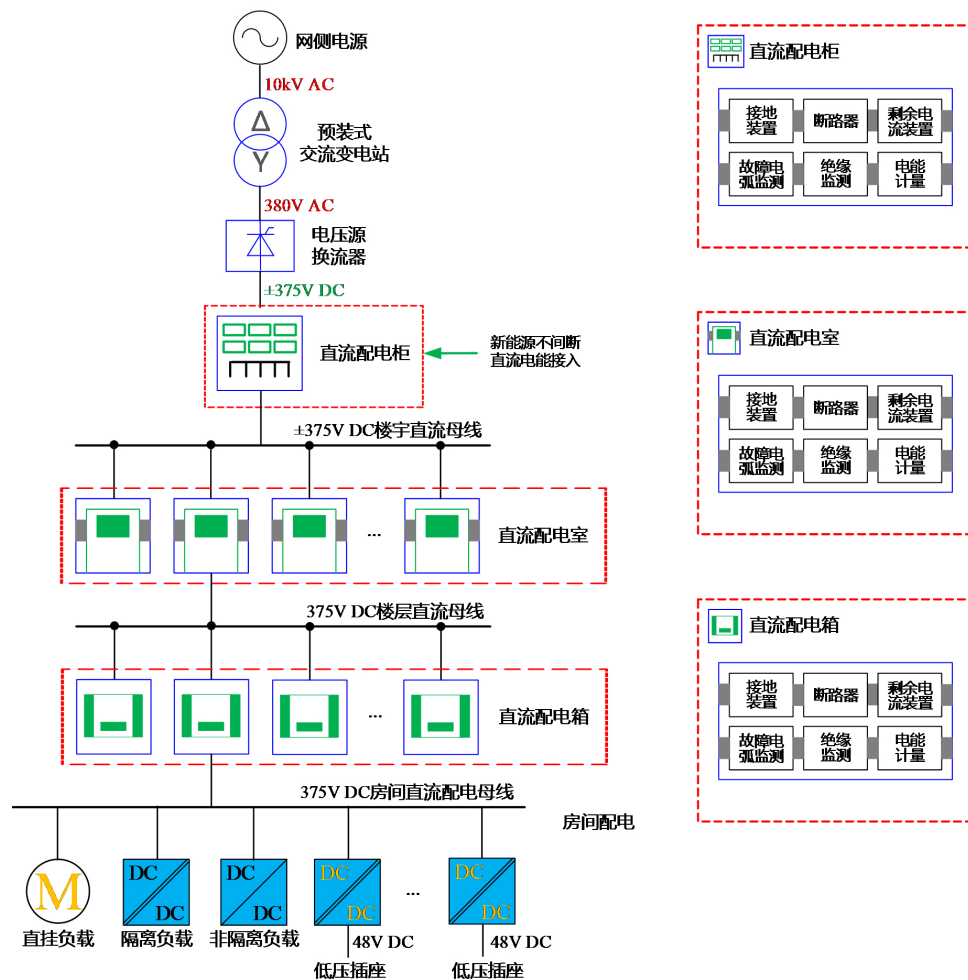 网侧电源
10kV AC
Δ
Y
预装式
交流变电站
380V AC
电压源
换流器
±375V DC
直流配电柜
新能源不间断
直流电能接入
±375V DC楼宇直流母线
...
直流配电室
375V DC楼层直流母线
...
直流配电箱
375V DC房间直流配电母线
房间配电
M
DC
DC
DC
DC
DC
DC
...
DC
DC
直挂负载
隔离负载
非隔离负载
48V DC
48V DC
低压插座
低压插座
直流配电柜
接地
装置
断路器
剩余电
流装置
故障电
弧监测
绝缘
监测
电能
计量
直流配电室
接地
装置
断路器
剩余电
流装置
故障电
弧监测
绝缘
监测
电能
计量
直流配电箱
接地
装置
断路器
剩余电
流装置
故障电
弧监测
绝缘
监测
电能
计量